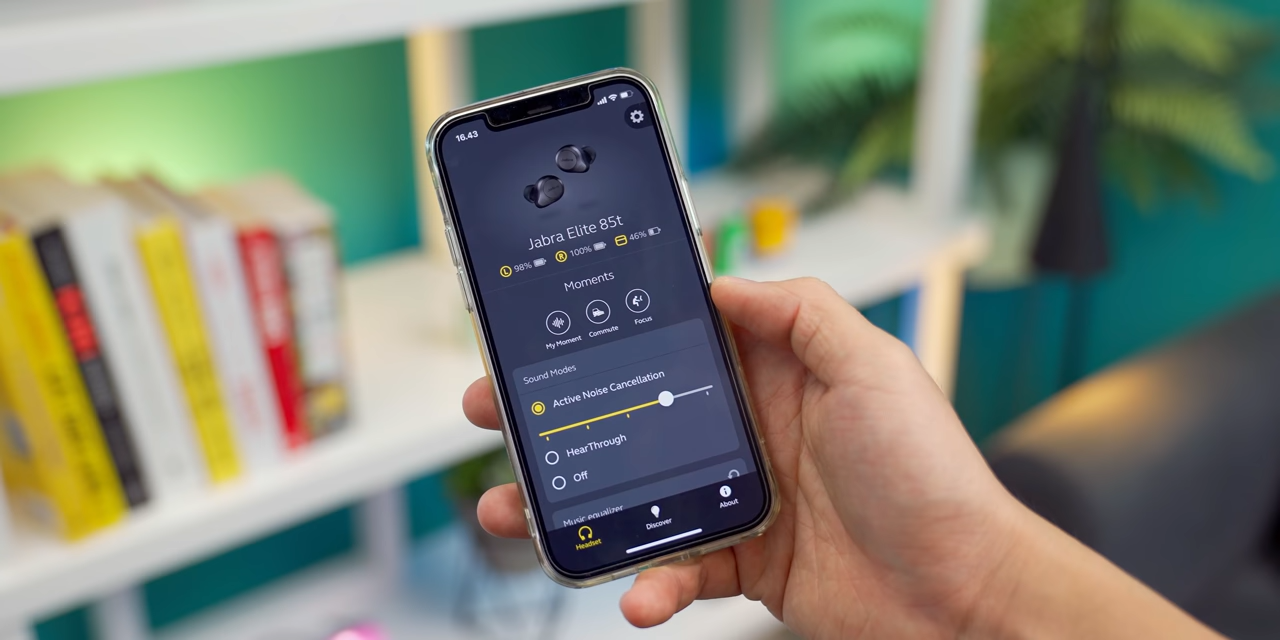 16.43
Jabra Elite 85t
L 98% R 100% 46%
Moments
My Moment Commute Focus
Sound Modes
Active Noise Cancellation
HearThrough
Off
Music equalizer
Headset Discover About